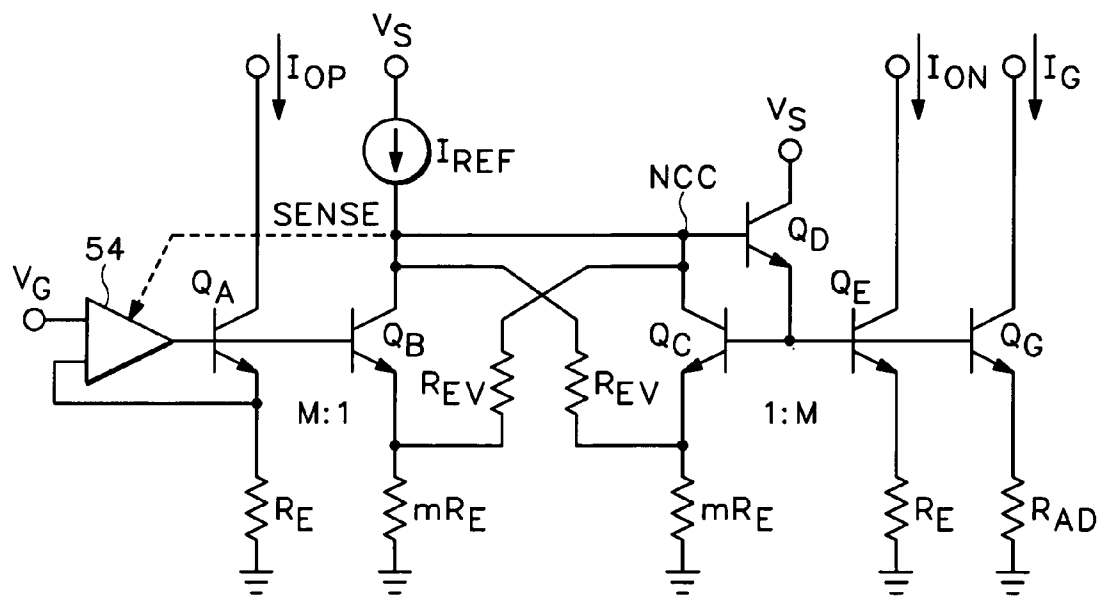 V_S
I_OP
I_REF
SENSE
54
V_G
Q_A
Q_B
NCC
V_S
Q_D
Q_C
I_ON
I_G
Q_E
Q_G
R_EV
R_EV
M:1
1:M
R_E
mR_E
mR_E
R_E
R_AD